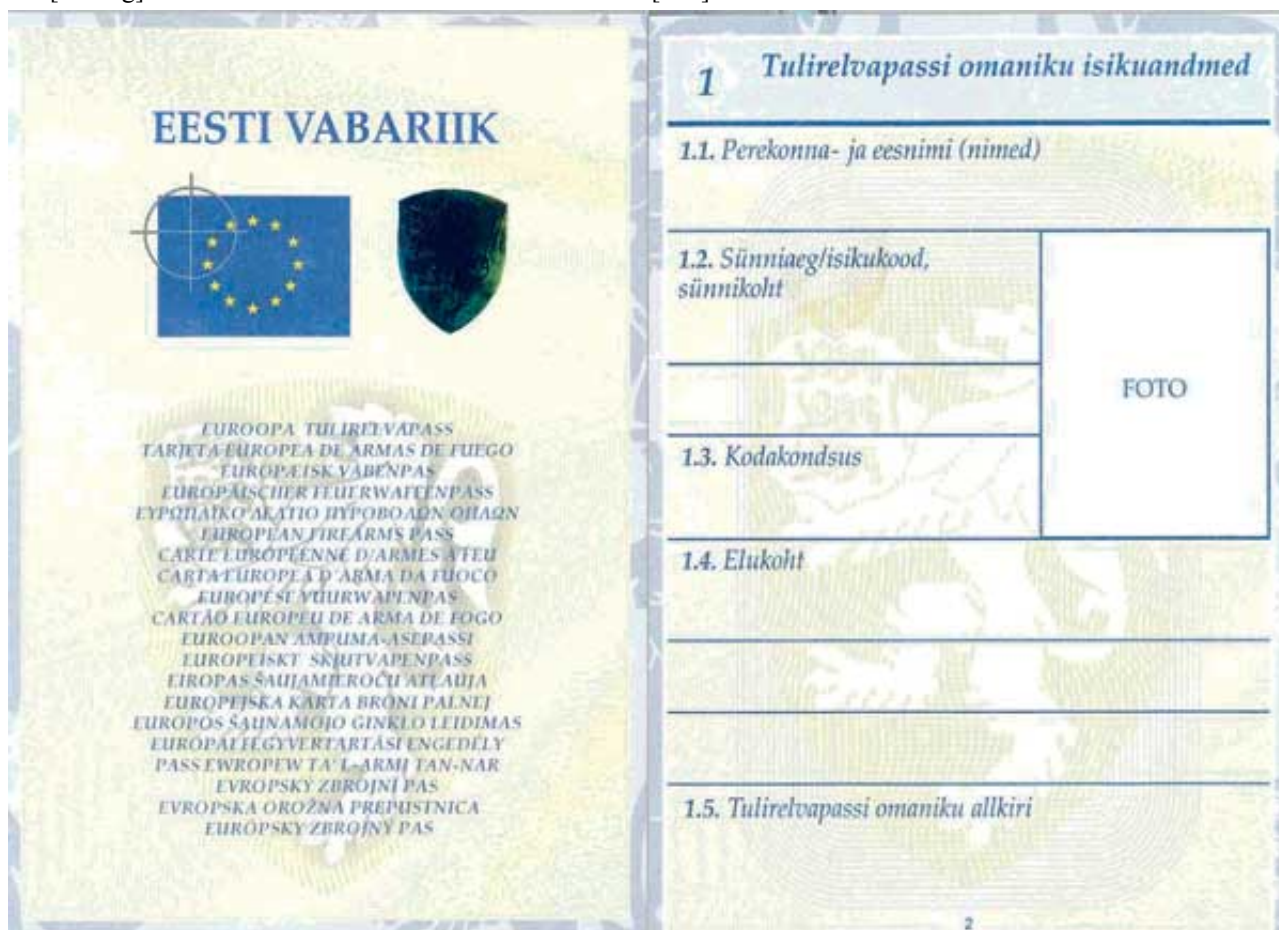 EESTI VABARIIK
EUROOPA TULIRELVAPASS
TARJETA EUROPEA DE ARMAS DE FUEGO
EUROPÆISK VÅBENPAS
EUROPÄISCHER FEUERWAFFENPASS
ΕΥΡΩΠΑΪΚΟ ΔΕΛΤΙΟ ΠΥΡΟΒΟΛΩΝ ΟΠΛΩΝ
EUROPEAN FIREARMS PASS
CARTE EUROPÉENNE D'ARMES À FEU
CARTA EUROPEA D'ARMA DA FUOCO
EUROPESE VUURWAPENPAS
CARTÃO EUROPEU DE ARMA DE FOGO
EUROOPAN AMPUMA-ASEPASSI
EUROPEISKT SKJUTVAPENPASS
EIROPAS ŠAUJAMIEROČU ATĻAUJA
EUROPEJSKA KARTA BRONI PALNEJ
EUROPOS ŠAUNAMOJO GINKLO LEIDIMAS
EURÓPAI FEGYVERTARTÁSI ENGEDÉLY
PASS EWROPEW TA' L-ARMI TAN-NAR
EVROPSKÝ ZBROJNÍ PAS
EVROPSKA OROŽNA PREPUSTNICA
EURÓPSKY ZBROJNÝ PAS
1 Tulirelvapassi omaniku isikuandmed
1.1. Perekonna- ja eesnimi (nimed)
1.2. Sünniaeg/isikukood,
sünnikoht
FOTO
1.3. Kodakondsus
1.4. Elukoht
1.5. Tulirelvapassi omaniku allkiri
2